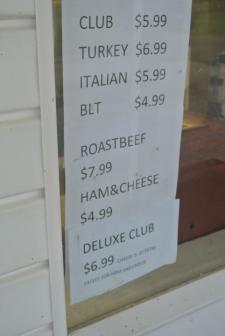 CLUB $5.99
TURKEY $6.99
ITALIAN $5.99
BLT $4.99
ROASTBEEF
$7.99
HAM&CHEESE
$4.99
DELUXE CLUB
$6.99